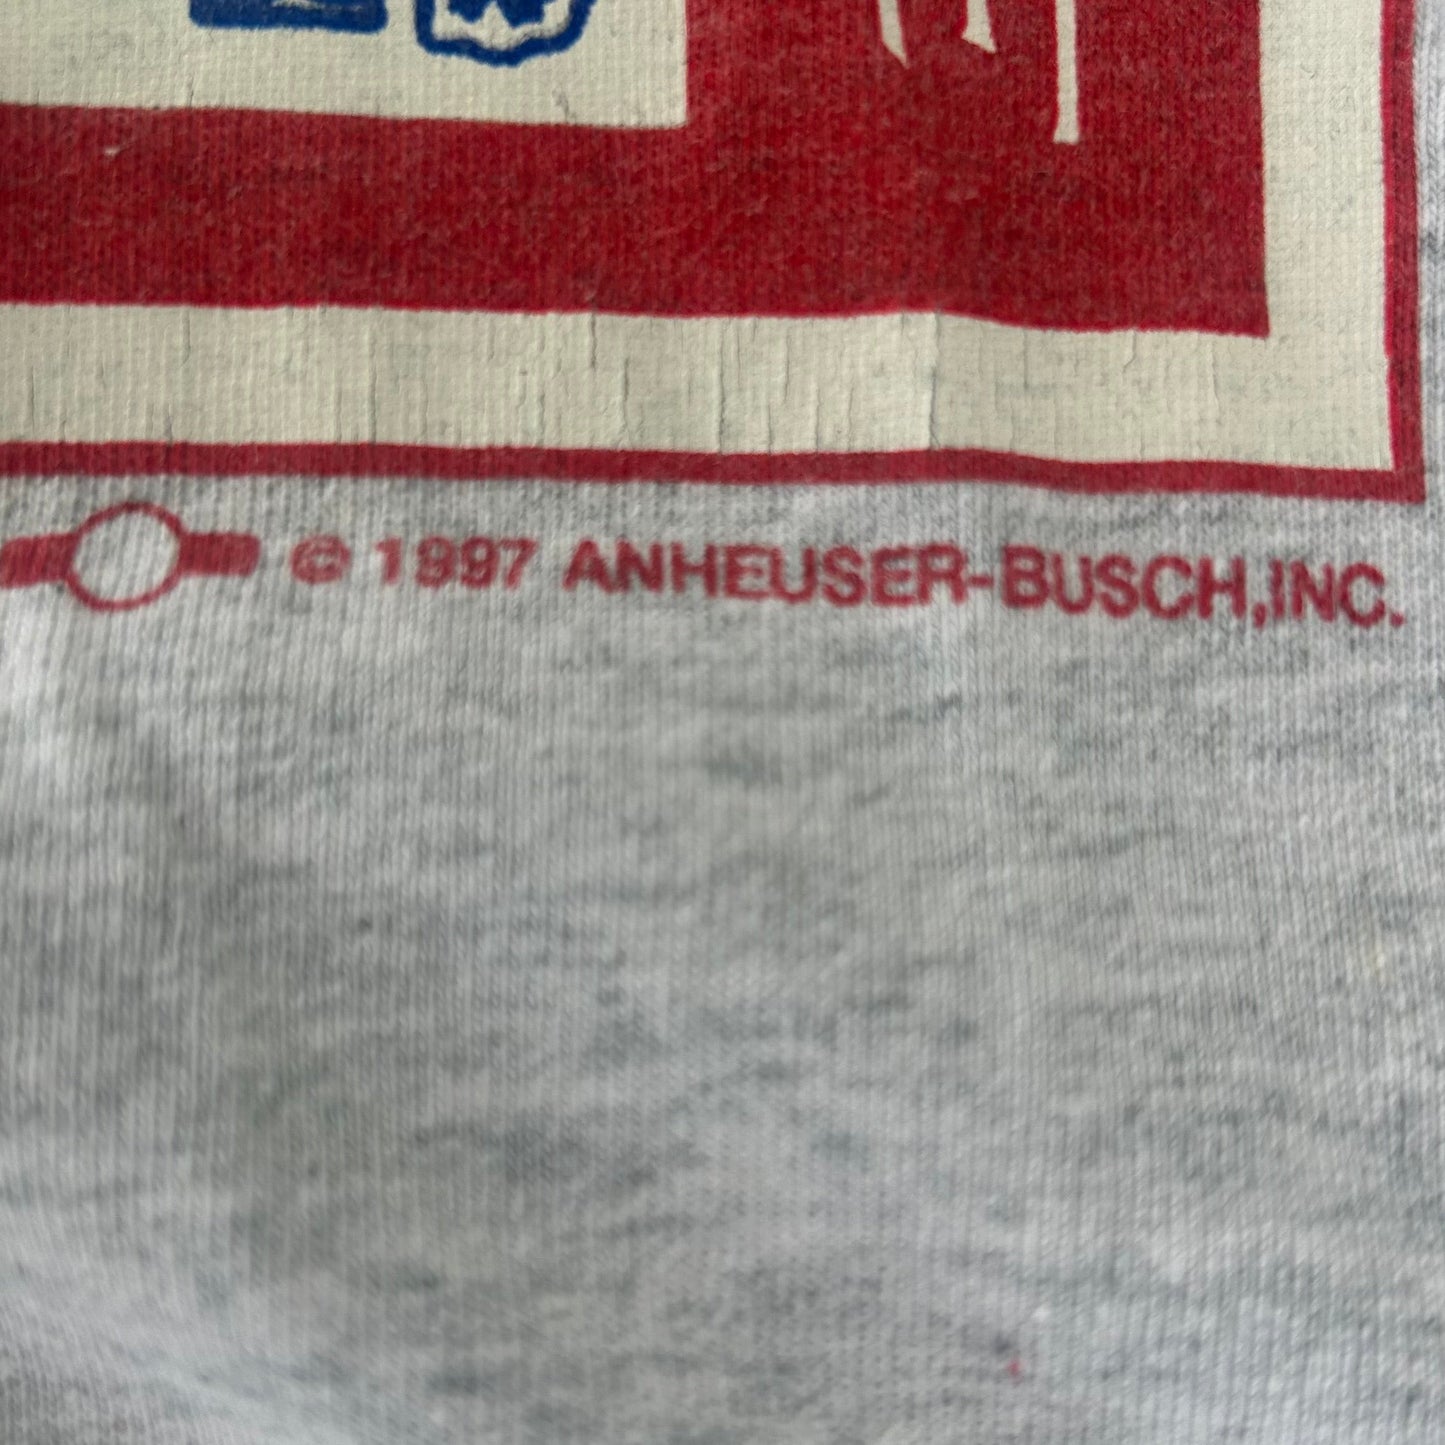 © 1997 ANHEUSER-BUSCH,INC.